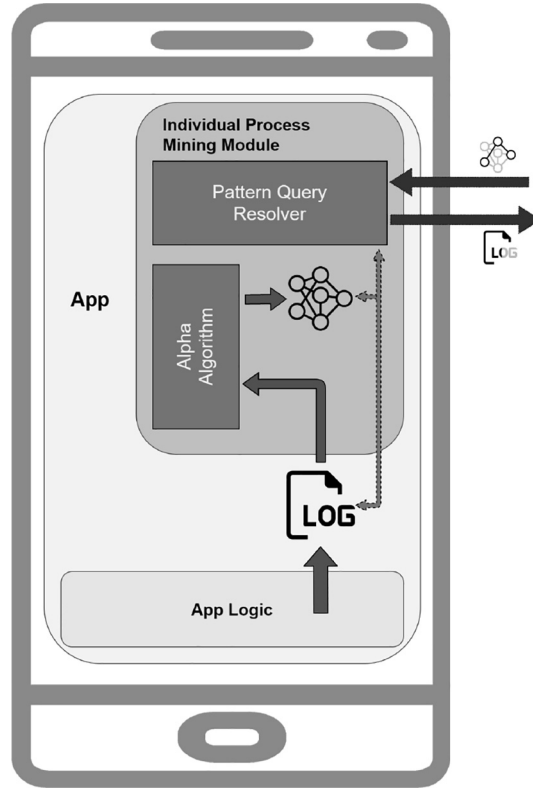 Individual Process
Mining Module
Pattern Query
Resolver
LOG
App
Alpha
Algorithm
LOG
App Logic